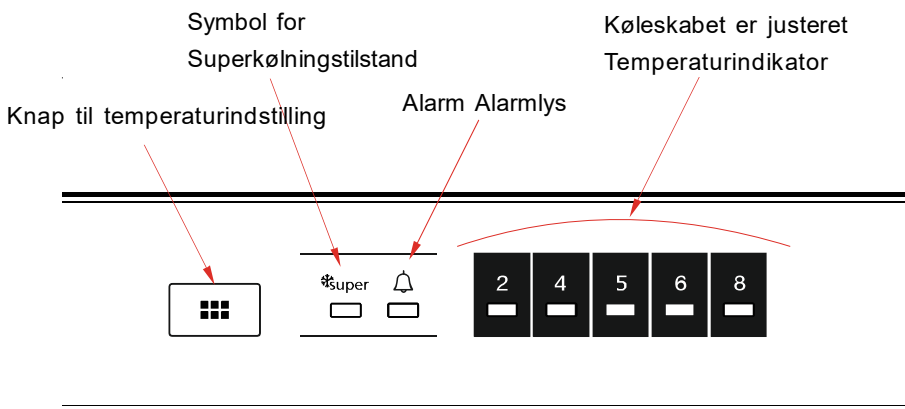 Symbol for
Superkølningstilstand
Køleskabet er justeret
Temperaturindikator
Alarm Alarmlys
Knap til temperaturindstilling
super
2 4 5 6 8